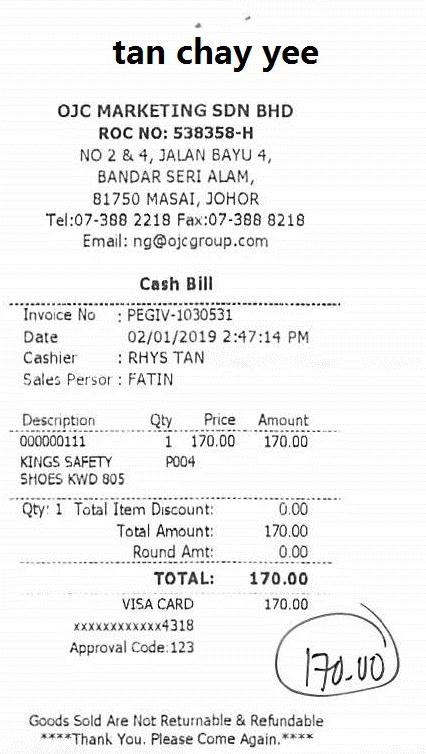 tan chay yee
OJC MARKETING SDN BHD
ROC NO: 538358-H
NO 2 & 4, JALAN BAYU 4,
BANDAR SERI ALAM,
81750 MASAI, JOHOR
Tel:07-388 2218 Fax:07-388 8218
Email: ng@ojcgroup.com
Cash Bill
Invoice No : PEGIV-1030531
Date 02/01/2019 2:47:14 PM
Cashier : RHYS TAN
Sales Persor : FATIN
Description Qty Price Amount
000000111 1 170.00 170.00
KINGS SAFETY P004
SHOES KWD 805
Qty: 1 Total Item Discount: 0.00
Total Amount: 170.00
Round Amt: 0.00
TOTAL: 170.00
VISA CARD 170.00
xxxxxxxxxxxx4318
Approval Code:123
170.00
Goods Sold Are Not Returnable & Refundable
****Thank You. Please Come Again.****